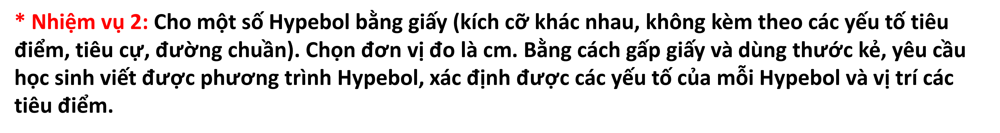 * Nhiệm vụ 2: Cho một số Hypebol bằng giấy (kích cỡ khác nhau, không kèm theo các yếu tố tiêu
điểm, tiêu cự, đường chuẩn). Chọn đơn vị đo là cm. Bằng cách gấp giấy và dùng thước kẻ, yêu cầu
học sinh viết được phương trình Hypebol, xác định được các yếu tố của mỗi Hypebol và vị trí các
tiêu điểm.